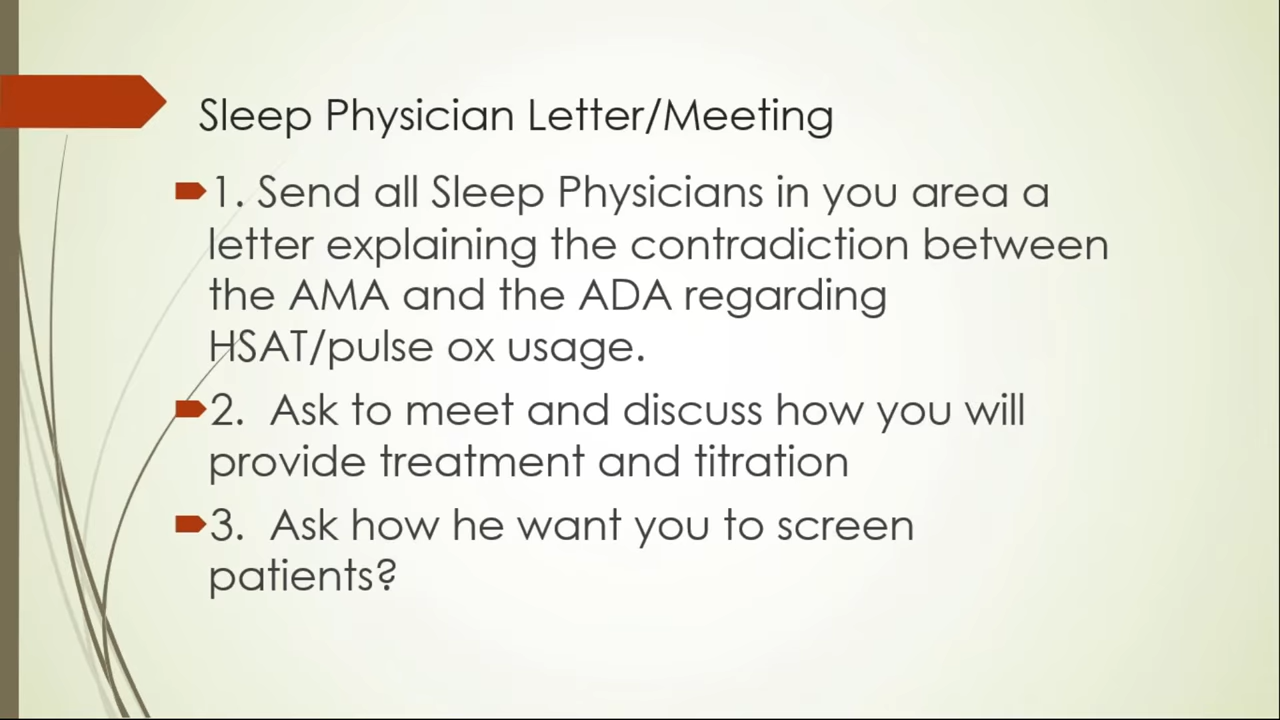 Sleep Physician Letter/Meeting
1. Send all Sleep Physicians in you area a
letter explaining the contradiction between
the AMA and the ADA regarding
HSAT/pulse ox usage.
2. Ask to meet and discuss how you will
provide treatment and titration
3. Ask how he want you to screen
patients?